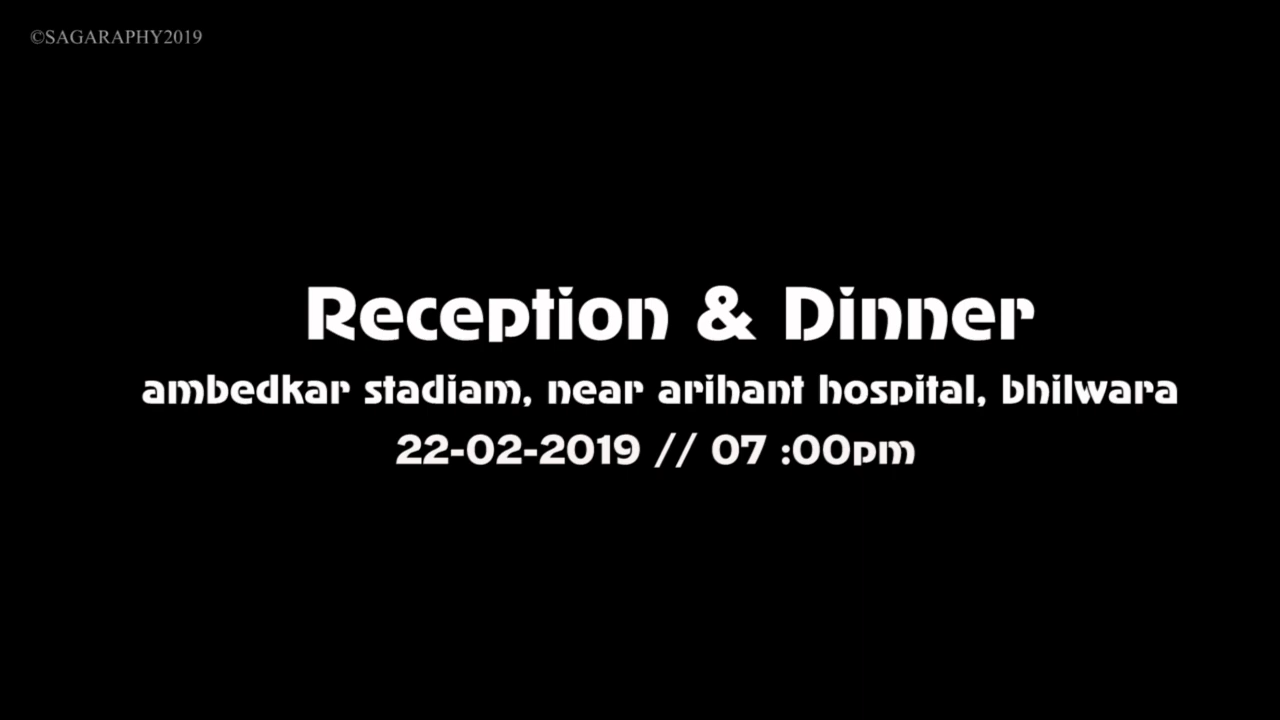 ©SAGARAPHY2019
Reception & Dinner
ambedkar stadiam, near arihant hospital, bhilwara
22-02-2019 // 07 :00pm